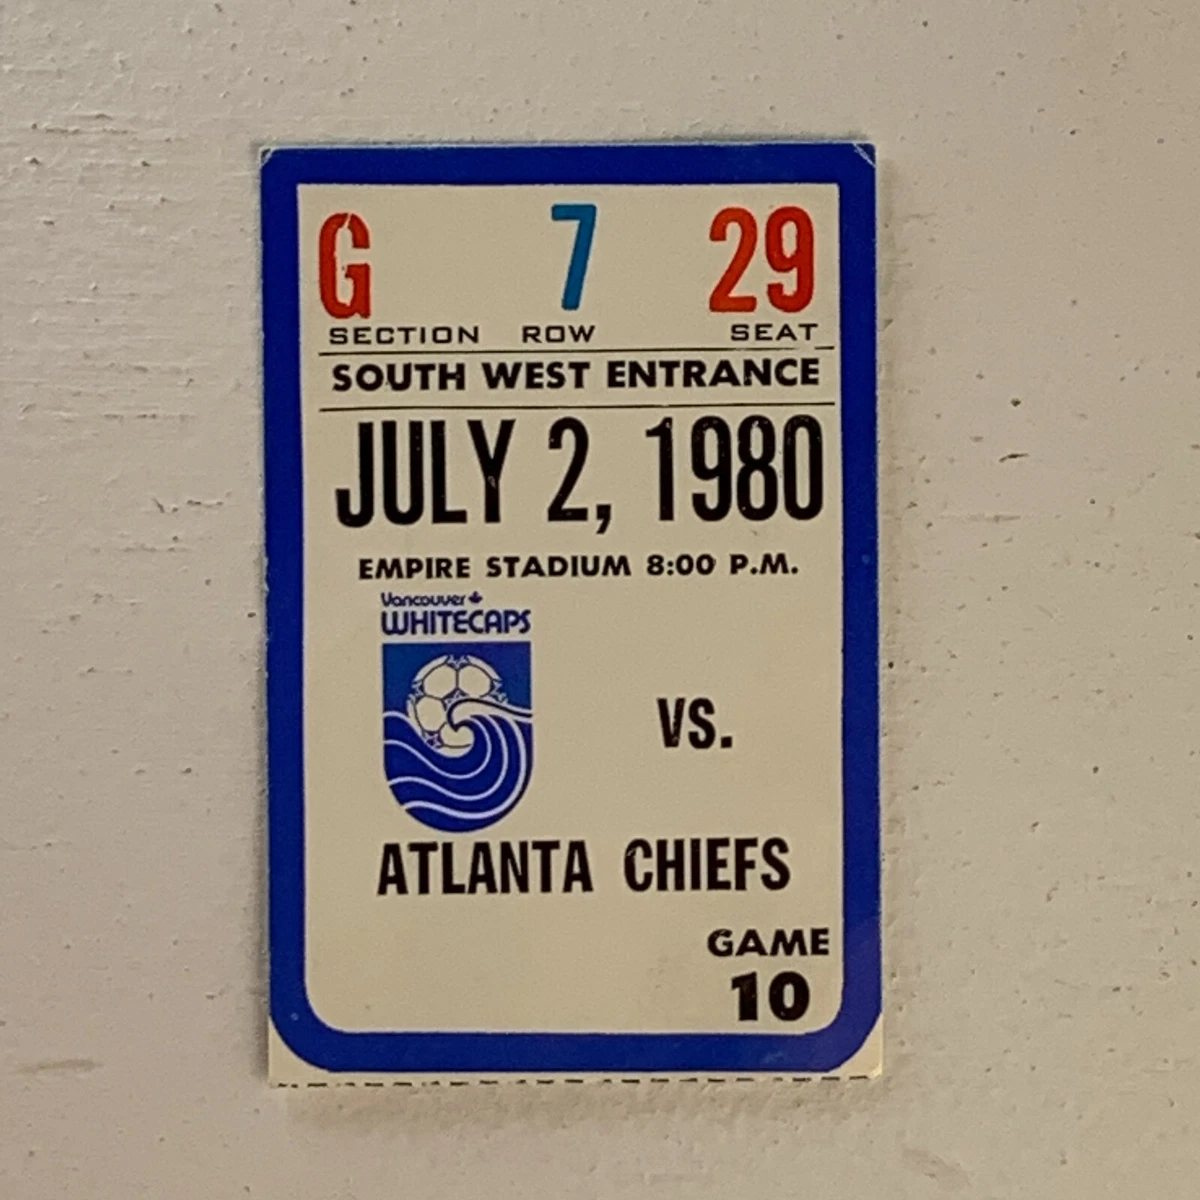 G 7 29
SECTION ROW SEAT
SOUTH WEST ENTRANCE
JULY 2, 1980
EMPIRE STADIUM 8:00 P.M.
Vancouver
WHITECAPS
VS.
ATLANTA CHIEFS
GAME
10